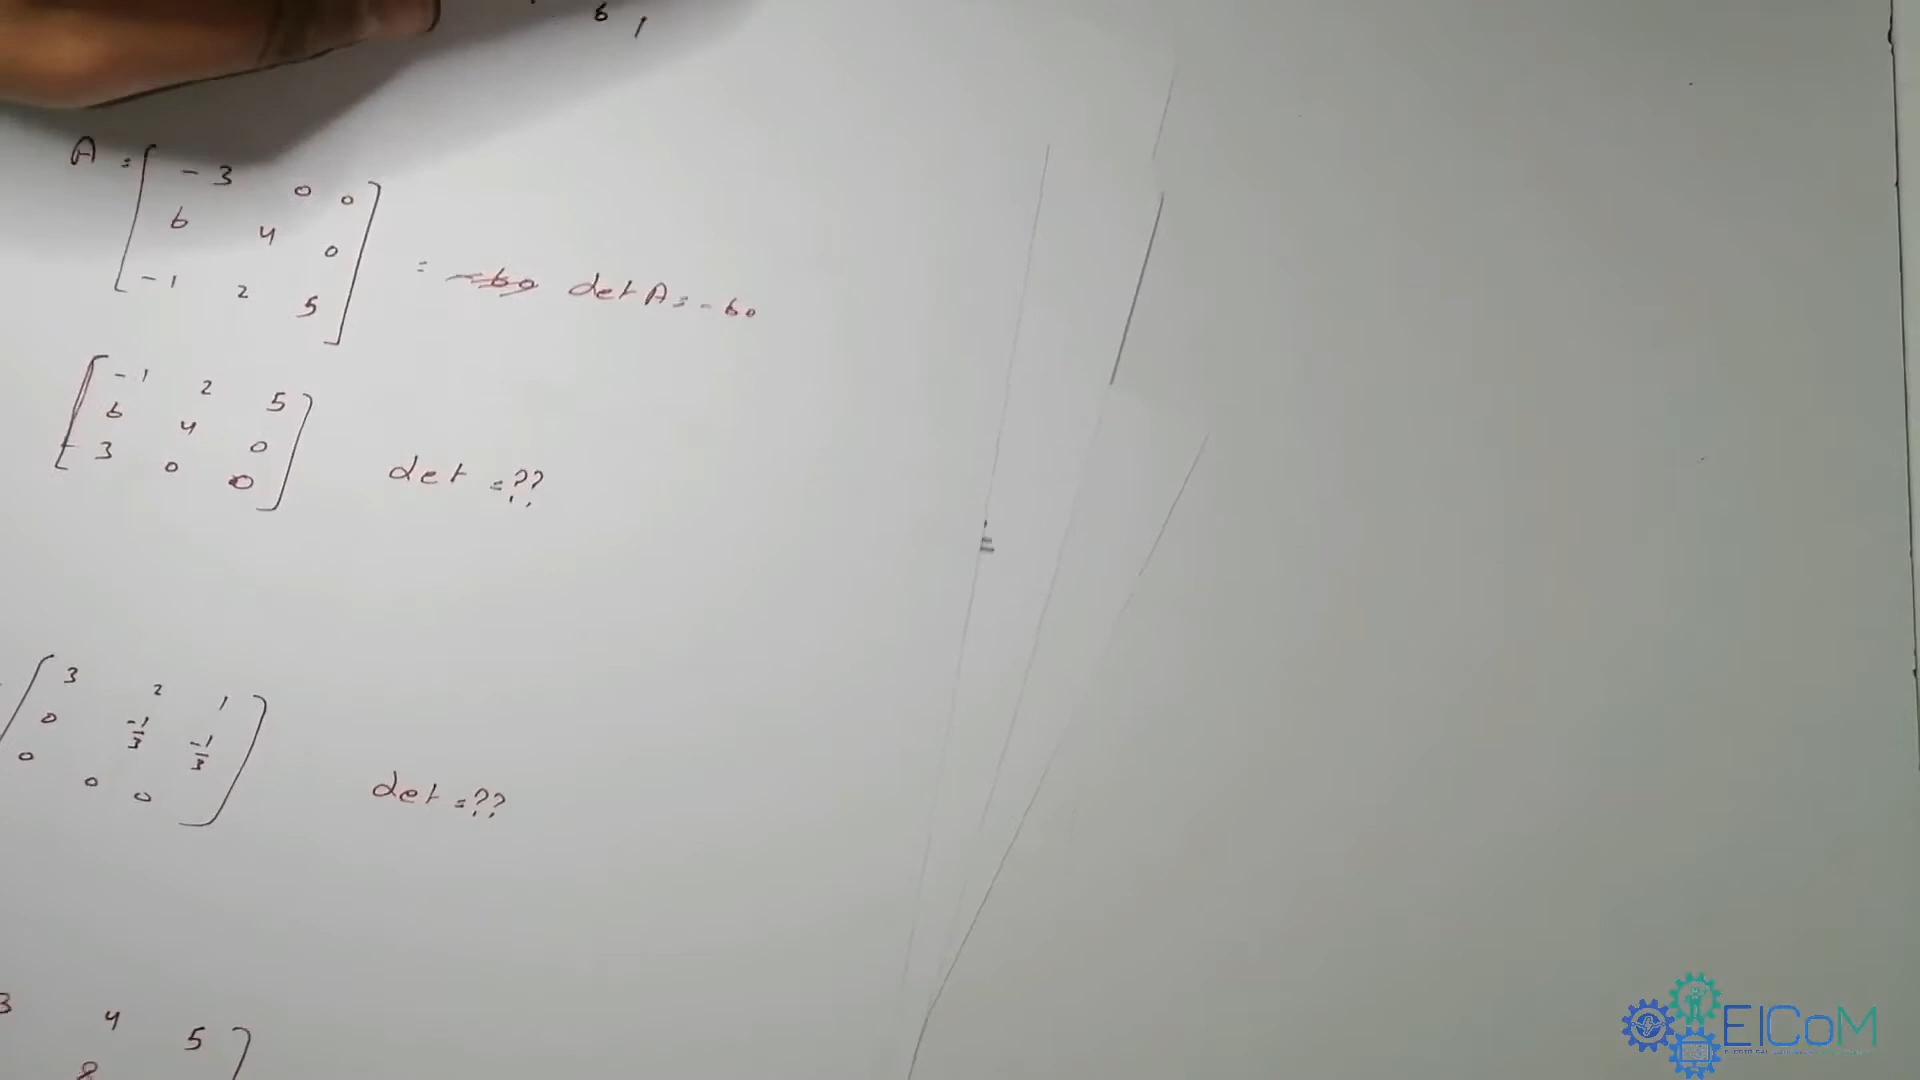 6 1
A = [ -3 0 0
6 4 0
-1 2 5 ] = -60 det A = -60
[ -1 2 5
6 4 0
-3 0 0 ] det = ??
[ 3 2 1
0 -1/3 -1/3
0 0 0 ] det = ??
3 4 5 ]
8
EICoM